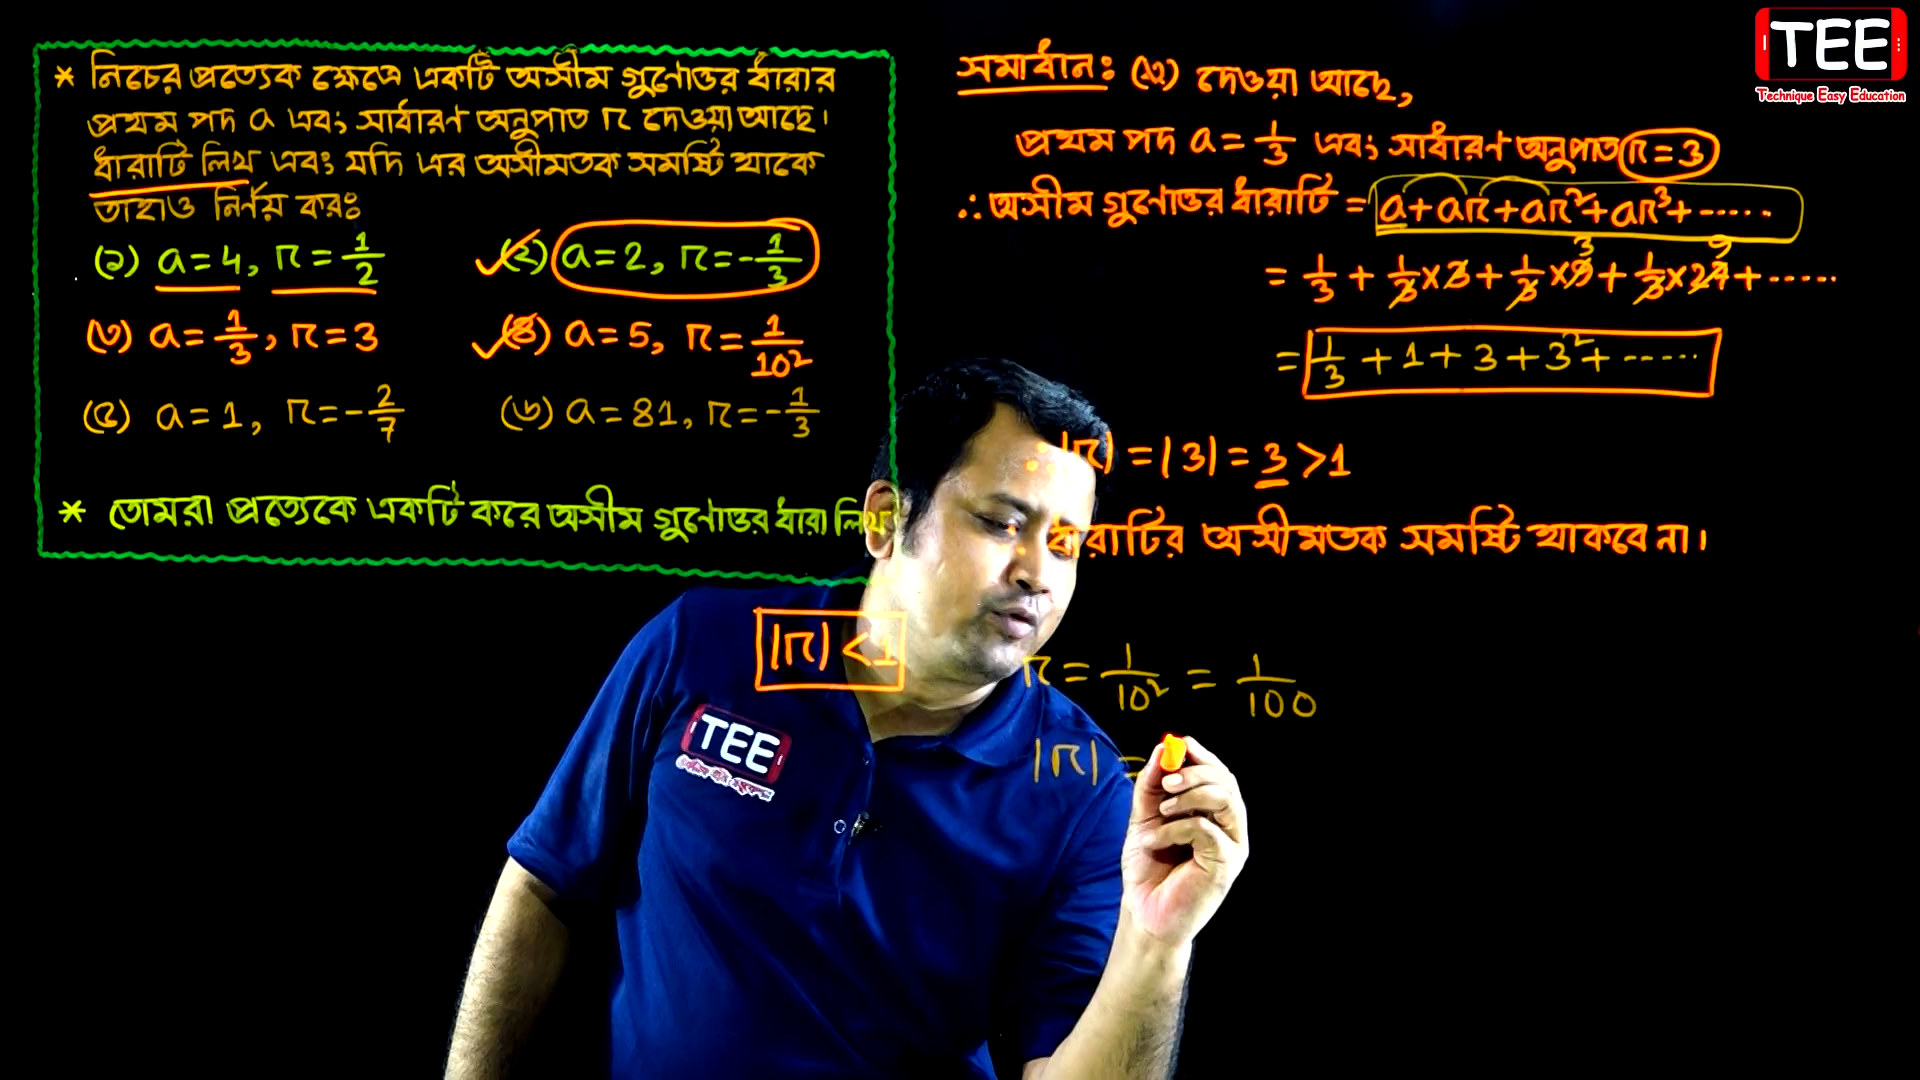 * নিচের প্রত্যেক ক্ষেত্রে একটি অসীম গুণোত্তর ধারার
প্রথম পদ a এবং সাধারণ অনুপাত r দেওয়া আছে।
ধারাটি লিখ এবং যদি এর অসীমতক সমষ্টি থাকে
তাহাও নির্ণয় কর:
(১) a = 4, r = 1/2 (২) a = 2, r = -1/3
(৩) a = 1/3, r = 3 (৪) a = 5, r = 1/10²
(৫) a = 1, r = -2/7 (৬) a = 81, r = -1/3
* তোমরা প্রত্যেকে একটি করে অসীম গুণোত্তর ধারা লিখ
সমাধান: (৩) দেওয়া আছে,
প্রথম পদ a = 1/3 এবং সাধারণ অনুপাত r = 3
∴ অসীম গুণোত্তর ধারাটি = a + ar + ar² + ar³ + ......
= 1/3 + 1/3 × 3 + 1/3 × 9 3 + 1/3 × 27 9 + ......
= 1/3 + 1 + 3 + 3² + ......
∴ |r| = |3| = 3 > 1
∴ ধারাটির অসীমতক সমষ্টি থাকবে না।
|r| < 1
r = 1/10² = 1/100
|r| =
TEE
Technique Easy Education
TEE